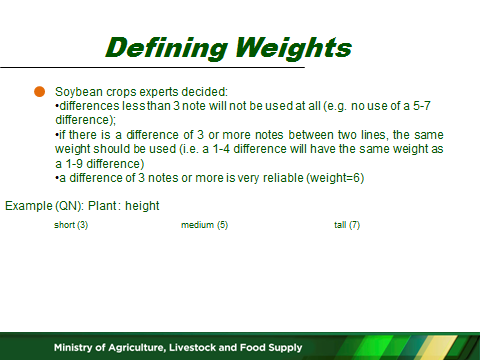 Defining Weights
Soybean crops experts decided:
•differences less than 3 note will not be used at all (e.g. no use of a 5-7
difference);
•if there is a difference of 3 or more notes between two lines, the same
weight should be used (i.e. a 1-4 difference will have the same weight as
a 1-9 difference)
•a difference of 3 notes or more is very reliable (weight=6)
Example (QN): Plant: height
short (3) medium (5) tall (7)
Ministry of Agriculture, Livestock and Food Supply